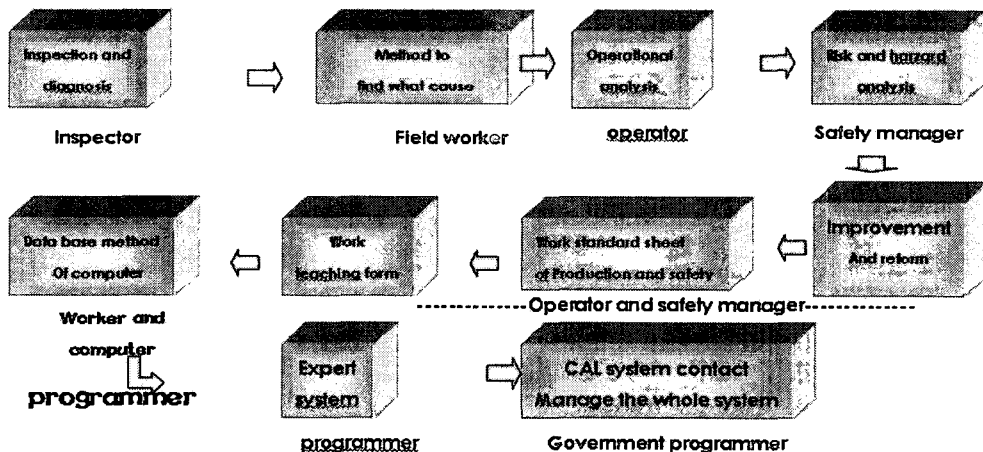 Inspection and
diagnosis
Inspector
Method to
find what cause
Field worker
Operational
analysis
operator
Risk and harzard
analysis
Safety manager
Improvement
And reform
Work standard sheet
of Production and safety
Work
teaching form
Operator and safety manager
Data base method
Of computer
Worker and
computer
programmer
Expert
system
programmer
CAL system contact
Manage the whole system
Government programmer